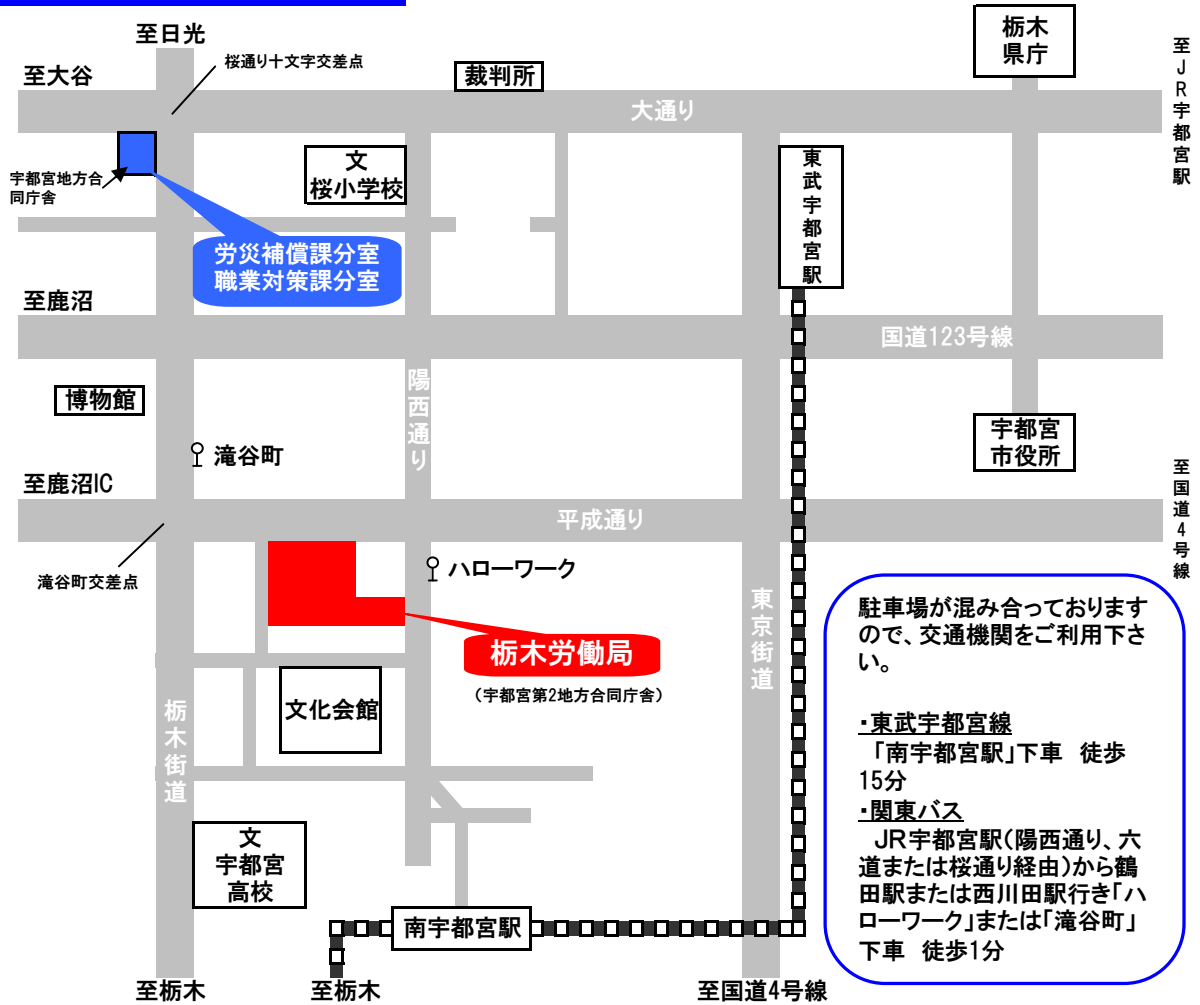 至日光
桜通り十文字交差点
至大谷
裁判所
栃木
県庁
至JR宇都宮駅
大通り
宇都宮地方合
同庁舎
文
桜小学校
東武宇都宮駅
労災補償課分室
職業対策課分室
至鹿沼
国道123号線
博物館
陽西通り
滝谷町
宇都宮
市役所
至鹿沼IC
平成通り
至国道4号線
滝谷町交差点
ハローワーク
東京街道
栃木労働局
(宇都宮第2地方合同庁舎)
文化会館
栃木街道
文
宇都宮
高校
南宇都宮駅
駐車場が混み合っております
ので、交通機関をご利用下さ
い。
・東武宇都宮線
「南宇都宮駅」下車 徒歩
15分
・関東バス
JR宇都宮駅(陽西通り、六
道または桜通り経由)から鶴
田駅または西川田駅行き「ハ
ローワーク」または「滝谷町」
下車 徒歩1分
至栃木
至栃木
至国道4号線